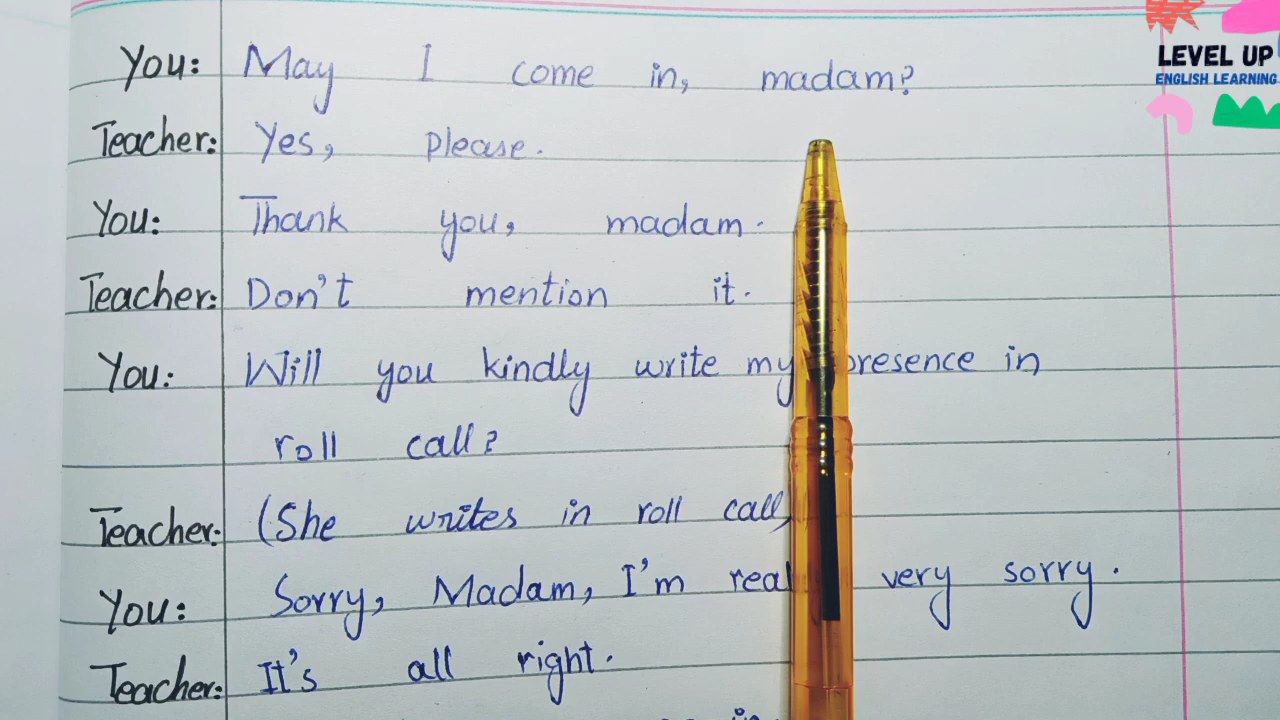 You: May I come in, madam?
Teacher: Yes, please.
You: Thank you, madam.
Teacher: Don't mention it.
You: Will you kindly write my presence in
roll call?
Teacher: (She writes in roll call)
You: Sorry, Madam, I'm very sorry.
Teacher: It's all right.
in
LEVEL UP
ENGLISH LEARNING